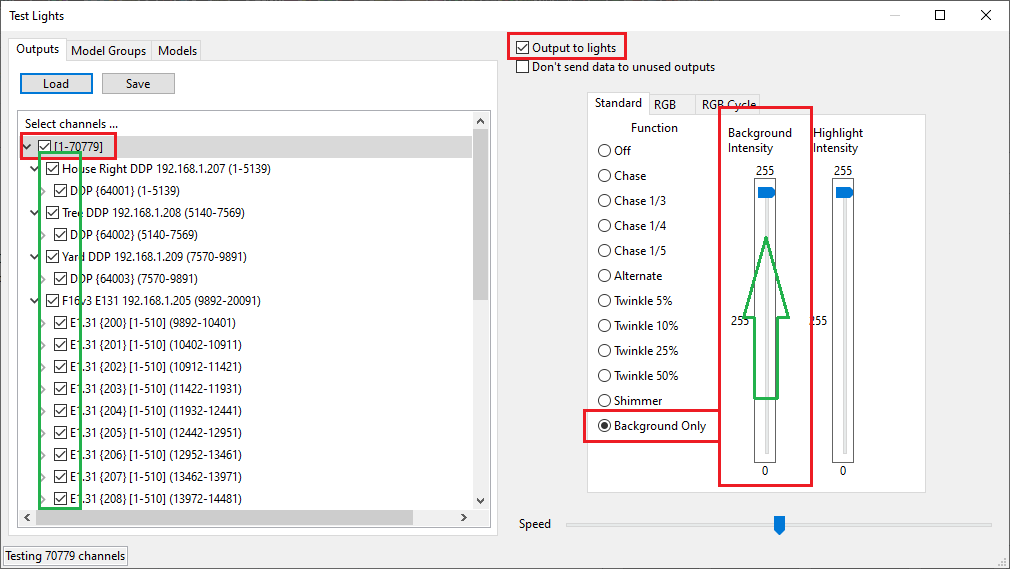 Test Lights
Outputs
Model Groups
Models
Load
Save
Select channels ...
[1-70779]
House Right DDP 192.168.1.207 (1-5139)
DDP {64001} (1-5139)
Tree DDP 192.168.1.208 (5140-7569)
DDP {64002} (5140-7569)
Yard DDP 192.168.1.209 (7570-9891)
DDP {64003} (7570-9891)
F16v3 E131 192.168.1.205 (9892-20091)
E1.31 {200} [1-510] (9892-10401)
E1.31 {201} [1-510] (10402-10911)
E1.31 {202} [1-510] (10912-11421)
E1.31 {203} [1-510] (11422-11931)
E1.31 {204} [1-510] (11932-12441)
E1.31 {205} [1-510] (12442-12951)
E1.31 {206} [1-510] (12952-13461)
E1.31 {207} [1-510] (13462-13971)
E1.31 {208} [1-510] (13972-14481)
Testing 70779 channels
Output to lights
Don't send data to unused outputs
Standard
RGB
RGB Cycle
Function
Off
Chase
Chase 1/3
Chase 1/4
Chase 1/5
Alternate
Twinkle 5%
Twinkle 10%
Twinkle 25%
Twinkle 50%
Shimmer
Background Only
Background
Intensity
255
255
0
Highlight
Intensity
255
255
0
Speed